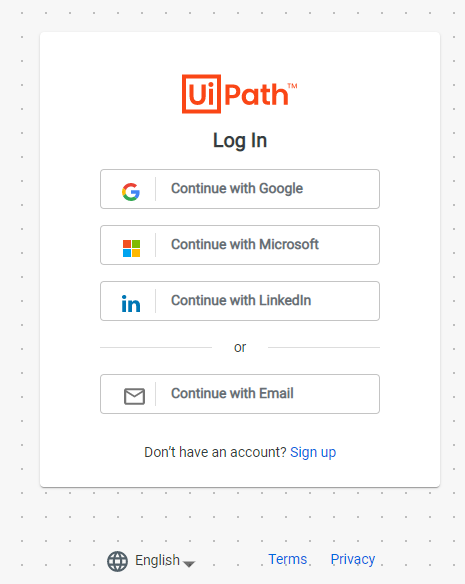 UiPath™
Log In
Continue with Google
Continue with Microsoft
in Continue with LinkedIn
or
Continue with Email
Don't have an account? Sign up
English Terms Privacy